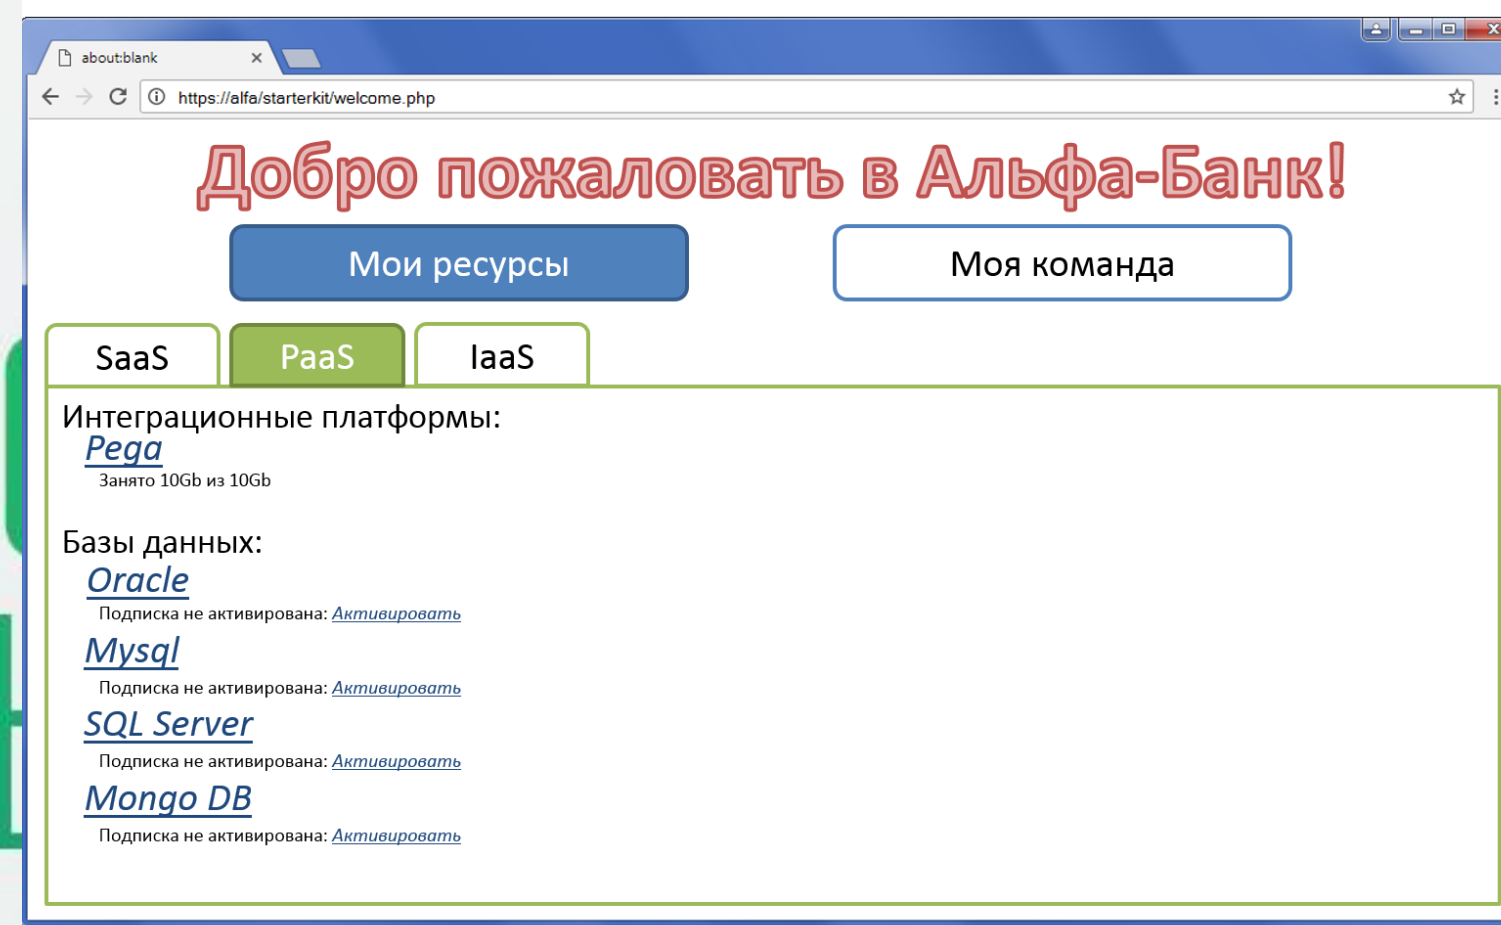 about:blank
https://alfa/starterkit/welcome.php
Добро пожаловать в Альфа-Банк!
Мои ресурсы
Моя команда
SaaS
PaaS
IaaS
Интеграционные платформы:
Pega
Занято 10Gb из 10Gb
Базы данных:
Oracle
Подписка не активирована: Активировать
Mysql
Подписка не активирована: Активировать
SQL Server
Подписка не активирована: Активировать
Mongo DB
Подписка не активирована: Активировать